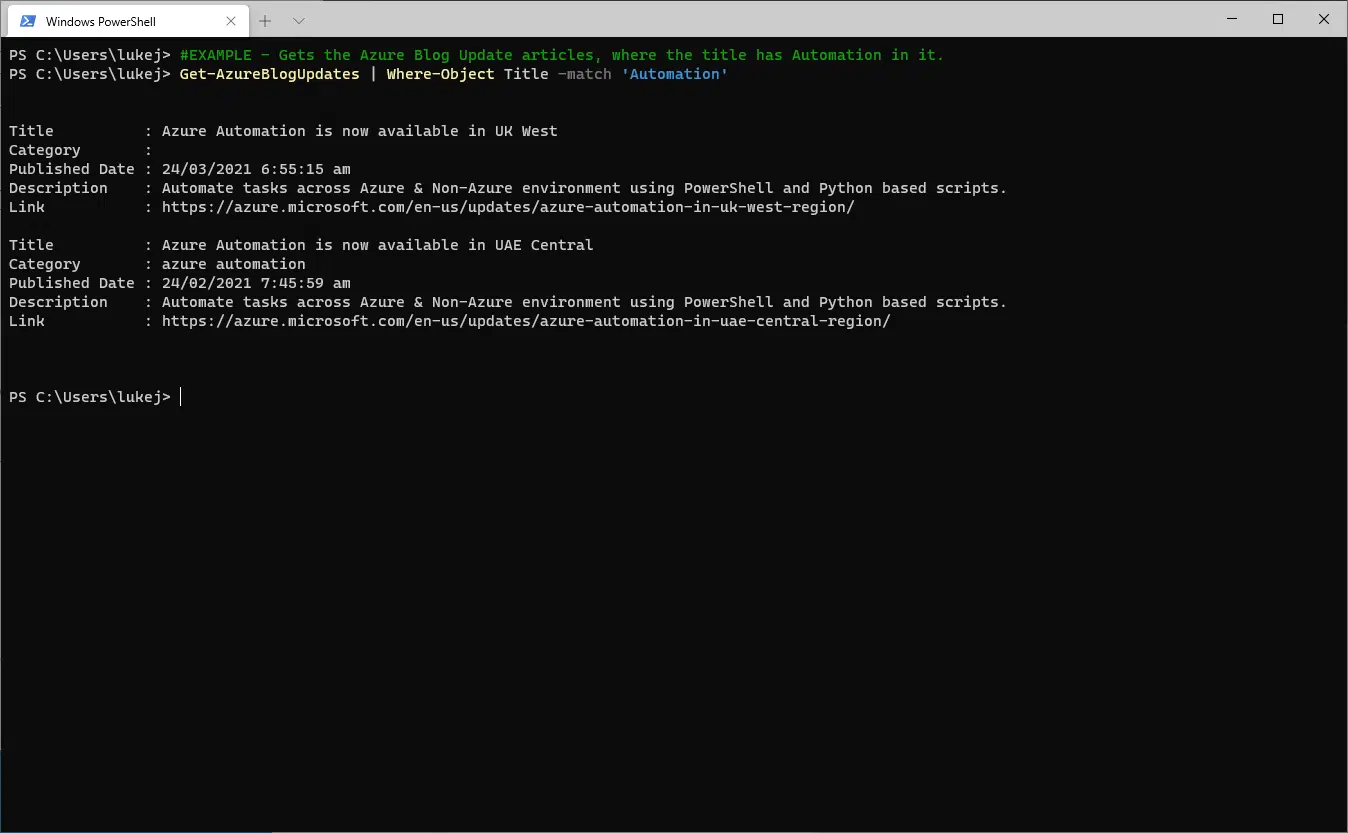 Windows PowerShell
PS C:\Users\lukej> #EXAMPLE - Gets the Azure Blog Update articles, where the title has Automation in it.
PS C:\Users\lukej> Get-AzureBlogUpdates | Where-Object Title -match 'Automation'
Title          : Azure Automation is now available in UK West
Category       :
Published Date : 24/03/2021 6:55:15 am
Description    : Automate tasks across Azure & Non-Azure environment using PowerShell and Python based scripts.
Link           : https://azure.microsoft.com/en-us/updates/azure-automation-in-uk-west-region/
Title          : Azure Automation is now available in UAE Central
Category       : azure automation
Published Date : 24/02/2021 7:45:59 am
Description    : Automate tasks across Azure & Non-Azure environment using PowerShell and Python based scripts.
Link           : https://azure.microsoft.com/en-us/updates/azure-automation-in-uae-central-region/
PS C:\Users\lukej>